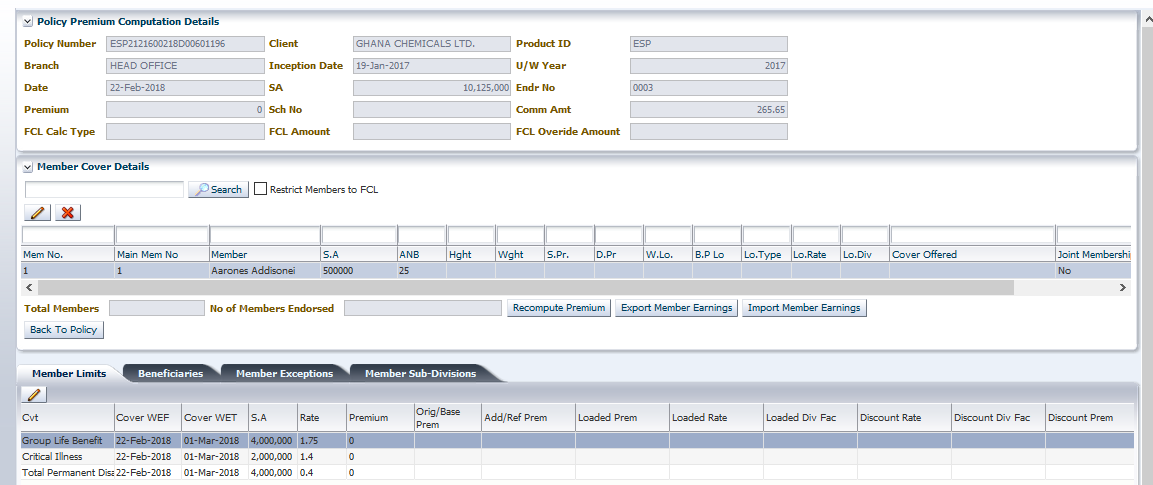 Policy Premium Computation Details
Policy Number ESP2121600218D00601196 Client GHANA CHEMICALS LTD. Product ID ESP
Branch HEAD OFFICE Inception Date 19-Jan-2017 U/W Year 2017
Date 22-Feb-2018 SA 10,125,000 Endr No 0003
Premium 0 Sch No Comm Amt 265.65
FCL Calc Type FCL Amount FCL Overide Amount
Member Cover Details
Search Restrict Members to FCL
Mem No. Main Mem No Member S.A ANB Hght Wght S.Pr. D.Pr W.Lo. B.P Lo Lo.Type Lo.Rate Lo.Div Cover Offered Joint Membershi
1 1 Aarones Addisonei 500000 25 No
Total Members No of Members Endorsed Recompute Premium Export Member Earnings Import Member Earnings
Back To Policy
Member Limits Beneficiaries Member Exceptions Member Sub-Divisions
Cvt Cover WEF Cover WET S.A Rate Premium Orig/Base Prem Add/Ref Prem Loaded Prem Loaded Rate Loaded Div Fac Discount Rate Discount Div Fac Discount Prem
Group Life Benefit 22-Feb-2018 01-Mar-2018 4,000,000 1.75 0
Critical Illness 22-Feb-2018 01-Mar-2018 2,000,000 1.4 0
Total Permanent Disa 22-Feb-2018 01-Mar-2018 4,000,000 0.4 0